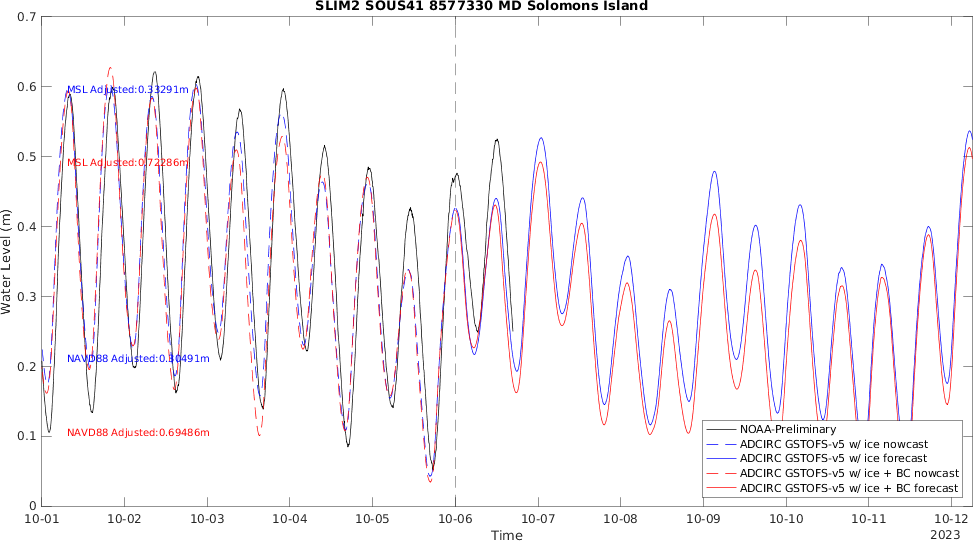 SLIM2 SOUS41 8577330 MD Solomons Island
0.7
0.6
0.5
0.4
0.3
0.2
0.1
0
Water Level (m)
MSL Adjusted:0.33291m
MSL Adjusted:0.72286m
NAVD88 Adjusted:0.30491m
NAVD88 Adjusted:0.69486m
NOAA-Preliminary
ADCIRC GSTOFS-v5 w/ ice nowcast
ADCIRC GSTOFS-v5 w/ ice forecast
ADCIRC GSTOFS-v5 w/ ice + BC nowcast
ADCIRC GSTOFS-v5 w/ ice + BC forecast
10-01 10-02 10-03 10-04 10-05 10-06 10-07 10-08 10-09 10-10 10-11 10-12
2023
Time